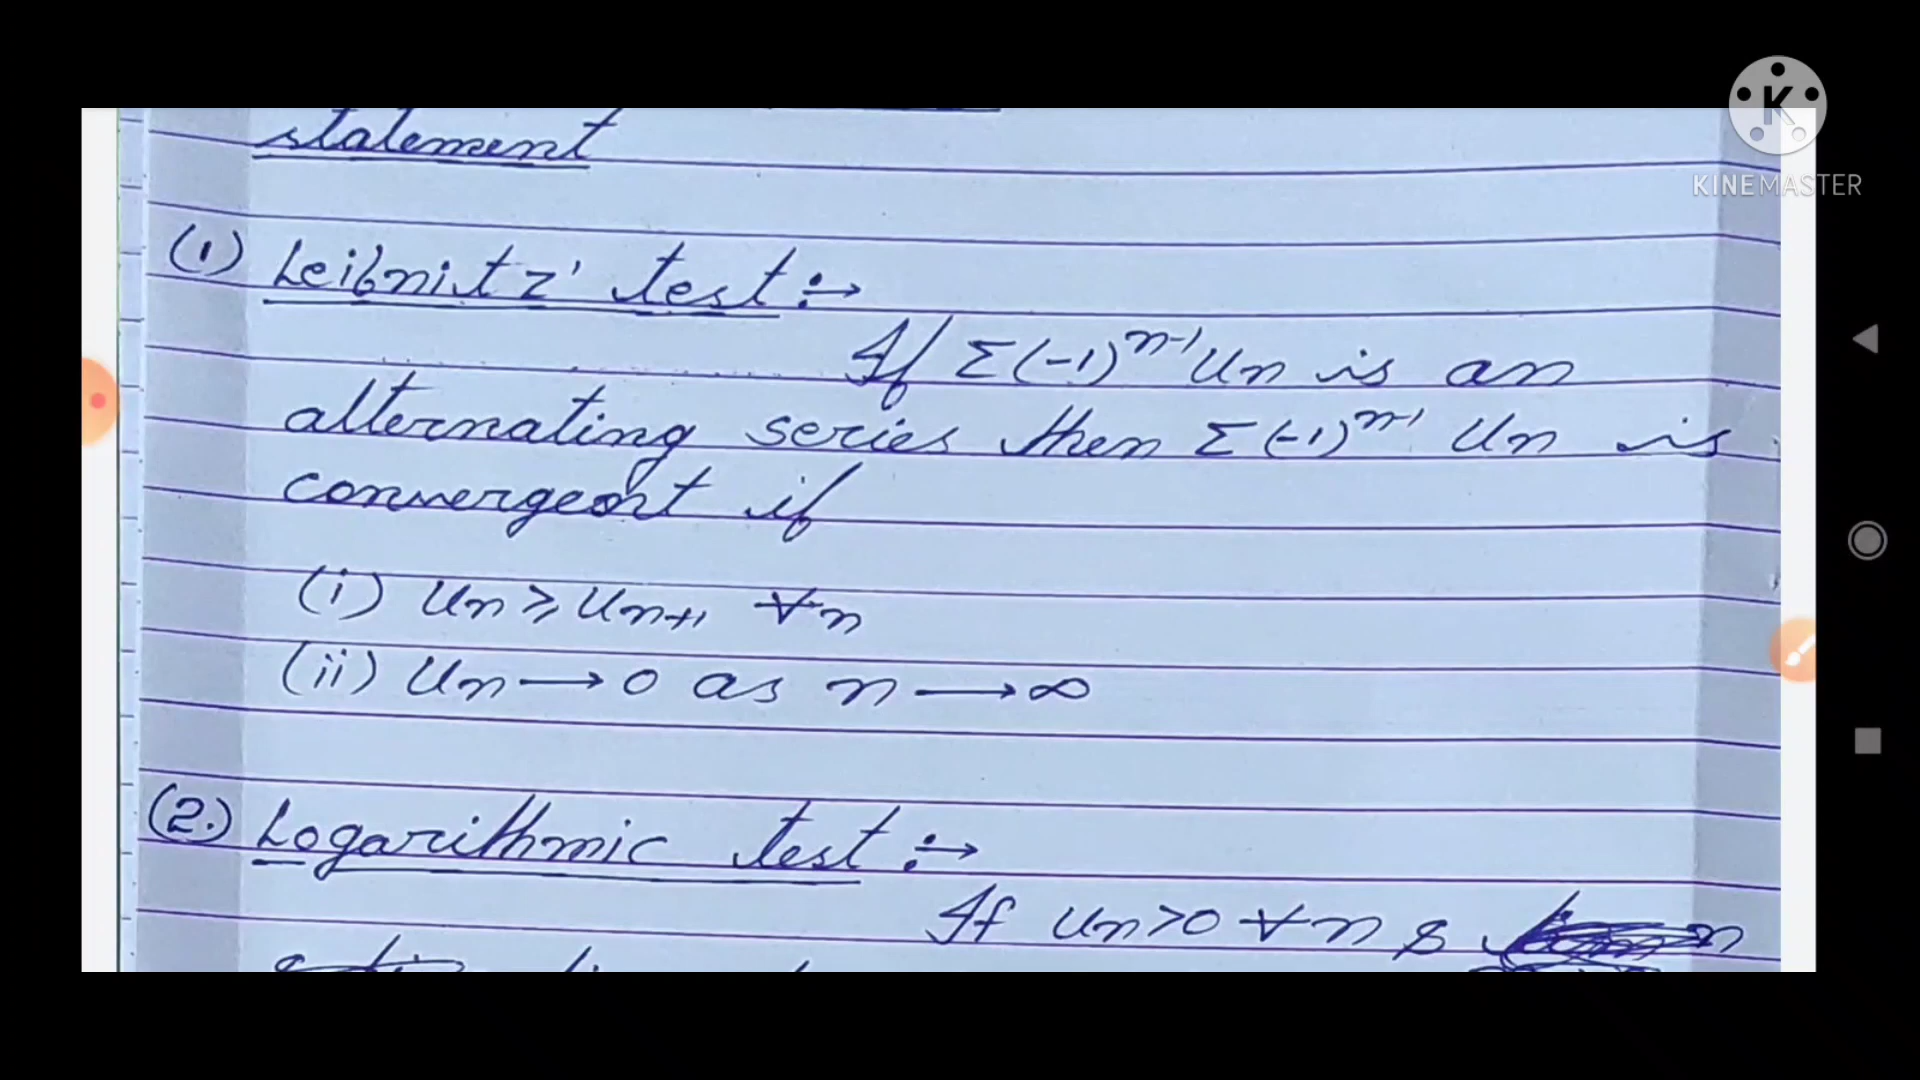 statement
KINEMASTER
(1) Leibnitz' test :→
If Σ(-1)ⁿ⁻¹ Un is an
alternating series then Σ(-1)ⁿ⁻¹ Un is
convergent if
(i) Un ≥ Un+1 ∀n
(ii) Un → 0 as n → ∞
(2.) Logarithmic test :→
If Un>0 ∀n &